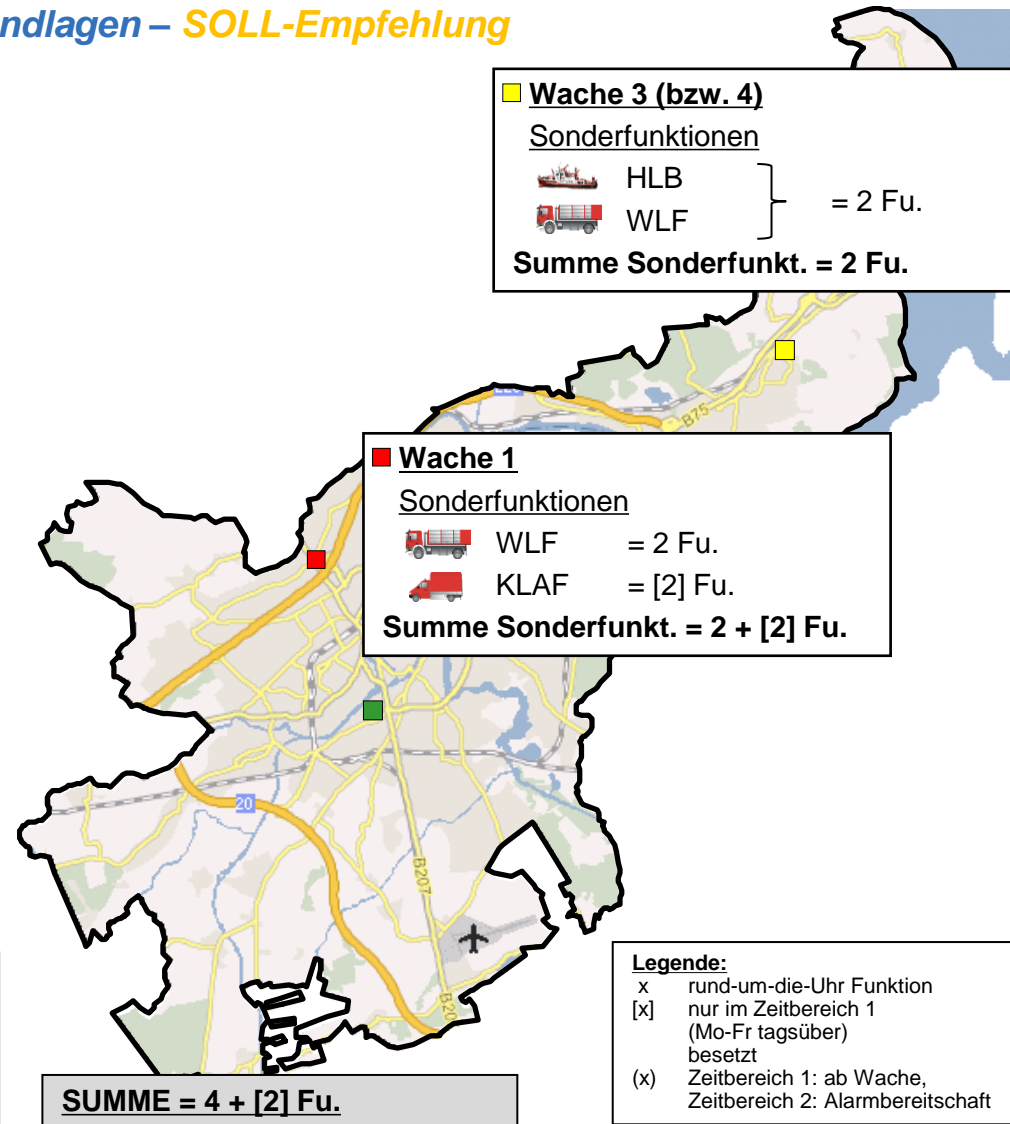 ndlagen – SOLL-Empfehlung
Wache 3 (bzw. 4)
Sonderfunktionen
HLB
WLF
= 2 Fu.
Summe Sonderfunkt. = 2 Fu.
B75
Wache 1
Sonderfunktionen
WLF = 2 Fu.
KLAF = [2] Fu.
Summe Sonderfunkt. = 2 + [2] Fu.
20
B207
B20
Legende:
x rund-um-die-Uhr Funktion
[x] nur im Zeitbereich 1
(Mo-Fr tagsüber)
besetzt
(x) Zeitbereich 1: ab Wache,
Zeitbereich 2: Alarmbereitschaft
SUMME = 4 + [2] Fu.